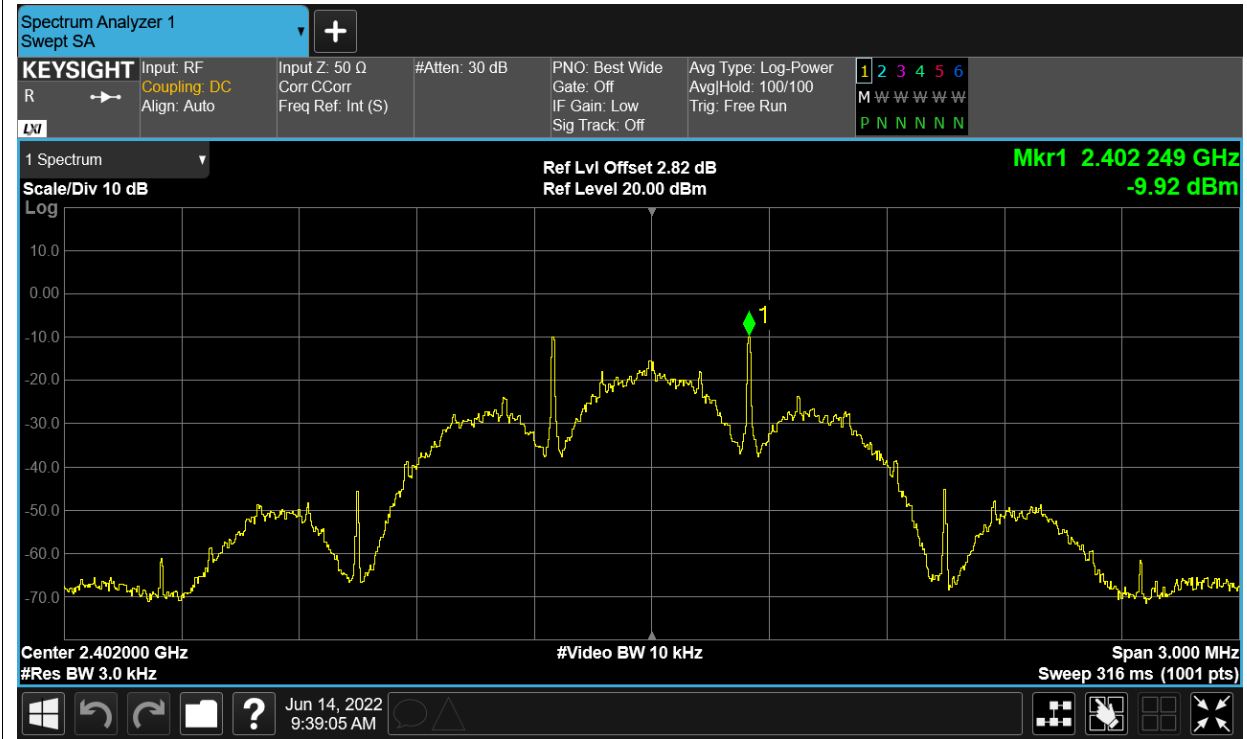 Spectrum Analyzer 1
Swept SA
KEYSIGHT
R
LXI
Input: RF
Coupling: DC
Align: Auto
Input Z: 50 Ω
Corr CCorr
Freq Ref: Int (S)
#Atten: 30 dB
PNO: Best Wide
Gate: Off
IF Gain: Low
Sig Track: Off
Avg Type: Log-Power
Avg|Hold: 100/100
Trig: Free Run
1 2 3 4 5 6
M W W W W W
P N N N N N
1 Spectrum
Scale/Div 10 dB
Log
Ref Lvl Offset 2.82 dB
Ref Level 20.00 dBm
Mkr1 2.402 249 GHz
-9.92 dBm
10.0
0.00
-10.0
-20.0
-30.0
-40.0
-50.0
-60.0
-70.0
1
Center 2.402000 GHz
#Res BW 3.0 kHz
#Video BW 10 kHz
Span 3.000 MHz
Sweep 316 ms (1001 pts)
?
Jun 14, 2022
9:39:05 AM